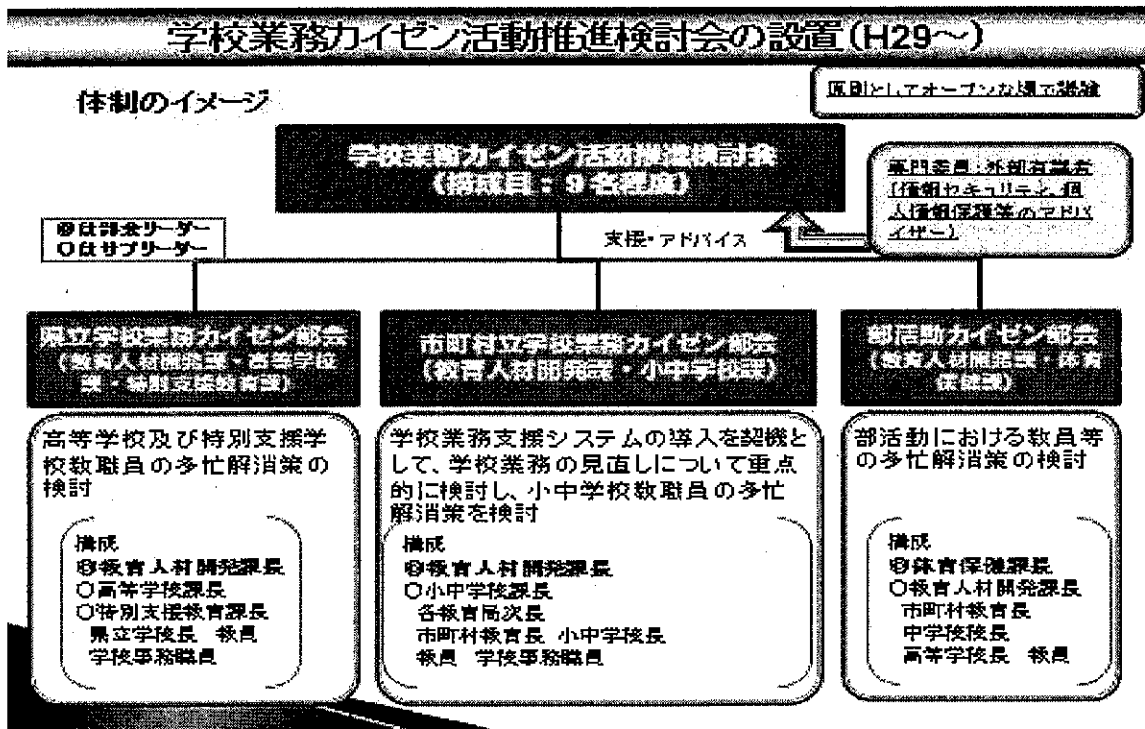 学校業務カイゼン活動推進検討会の設置(H29～)
体制のイメージ
原則としてオープンな場で議論
学校業務カイゼン活動推進検討会
(構成員：9名程度)
専門委員・外部有識者
(情報セキュリティ、個
人情報保護等のアドバ
イザー)
支援・アドバイス
◎は部会リーダー
○はサブリーダー
県立学校業務カイゼン部会
(教育人材開発課・高等学校
課・特別支援教育課)
高等学校及び特別支援学
校教職員の多忙解消策の
検討
構成
◎教育人材開発課長
○高等学校課長
○特別支援教育課長
県立学校長 教員
学校事務職員
市町村立学校業務カイゼン部会
(教育人材開発課・小中学校課)
学校業務支援システムの導入を契機と
して、学校業務の見直しについて重点
的に検討し、小中学校教職員の多忙
解消策を検討
構成
◎教育人材開発課長
○小中学校課長
各教育局次長
市町村教育長 小中学校長
教員 学校事務職員
部活動カイゼン部会
(教育人材開発課・体育
保健課)
部活動における教員等
の多忙解消策の検討
構成
◎体育保健課長
○教育人材開発課長
市町村教育長
中学校長
高等学校長 教員